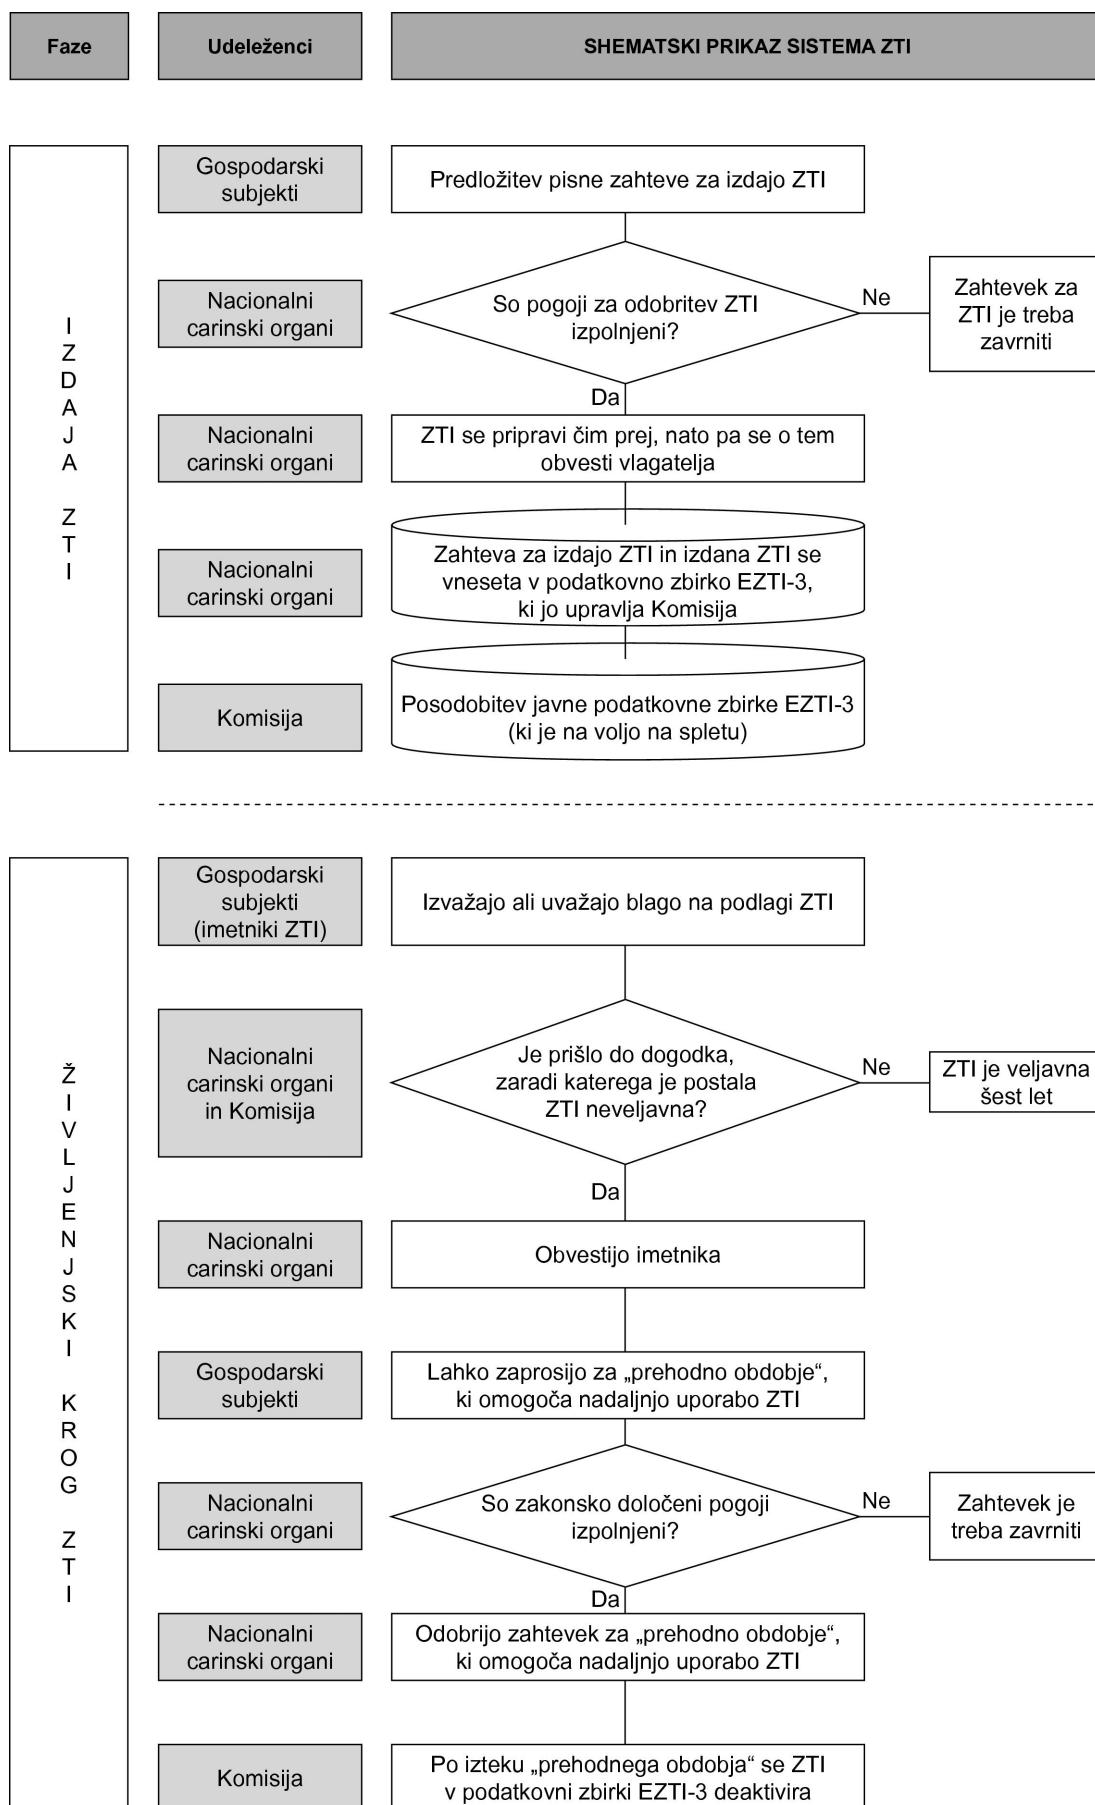 Faze
Udeleženci
SHEMATSKI PRIKAZ SISTEMA ZTI
IZDAJA ZTI
Gospodarski
subjekti
Predložitev pisne zahteve za izdajo ZTI
Nacionalni
carinski organi
So pogoji za odobritev ZTI
izpolnjeni?
Ne
Zahtevek za
ZTI je treba
zavrniti
Da
Nacionalni
carinski organi
ZTI se pripravi čim prej, nato pa se o tem
obvesti vlagatelja
Nacionalni
carinski organi
Zahteva za izdajo ZTI in izdana ZTI se
vneseta v podatkovno zbirko EZTI-3,
ki jo upravlja Komisija
Komisija
Posodobitev javne podatkovne zbirke EZTI-3
(ki je na voljo na spletu)
ŽIVLJENJSKI KROG ZTI
Gospodarski
subjekti
(imetniki ZTI)
Izvažajo ali uvažajo blago na podlagi ZTI
Nacionalni
carinski organi
in Komisija
Je prišlo do dogodka,
zaradi katerega je postala
ZTI neveljavna?
Ne
ZTI je veljavna
šest let
Da
Nacionalni
carinski organi
Obvestijo imetnika
Gospodarski
subjekti
Lahko zaprosijo za „prehodno obdobje“,
ki omogoča nadaljnjo uporabo ZTI
Nacionalni
carinski organi
So zakonsko določeni pogoji
izpolnjeni?
Ne
Zahtevek je
treba zavrniti
Da
Nacionalni
carinski organi
Odobrijo zahtevek za „prehodno obdobje“,
ki omogoča nadaljnjo uporabo ZTI
Komisija
Po izteku „prehodnega obdobja“ se ZTI
v podatkovni zbirki EZTI-3 deaktivira